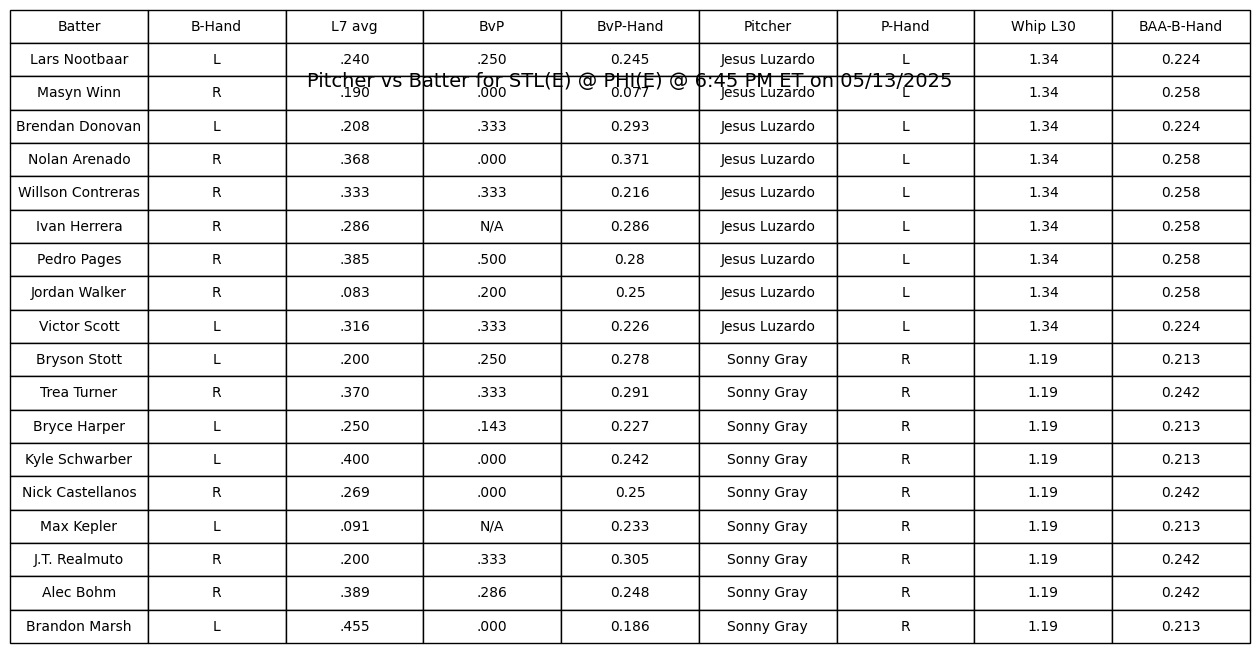 Batter B-Hand L7 avg BvP BvP-Hand Pitcher P-Hand Whip L30 BAA-B-Hand
Lars Nootbaar L .240 .250 0.245 Jesus Luzardo L 1.34 0.224
Pitcher vs Batter for STL(E) @ PHI(E) @ 6:45 PM ET on 05/13/2025
Masyn Winn R .190 .000 0.077 Jesus Luzardo L 1.34 0.258
Brendan Donovan L .208 .333 0.293 Jesus Luzardo L 1.34 0.224
Nolan Arenado R .368 .000 0.371 Jesus Luzardo L 1.34 0.258
Willson Contreras R .333 .333 0.216 Jesus Luzardo L 1.34 0.258
Ivan Herrera R .286 N/A 0.286 Jesus Luzardo L 1.34 0.258
Pedro Pages R .385 .500 0.28 Jesus Luzardo L 1.34 0.258
Jordan Walker R .083 .200 0.25 Jesus Luzardo L 1.34 0.258
Victor Scott L .316 .333 0.226 Jesus Luzardo L 1.34 0.224
Bryson Stott L .200 .250 0.278 Sonny Gray R 1.19 0.213
Trea Turner R .370 .333 0.291 Sonny Gray R 1.19 0.242
Bryce Harper L .250 .143 0.227 Sonny Gray R 1.19 0.213
Kyle Schwarber L .400 .000 0.242 Sonny Gray R 1.19 0.213
Nick Castellanos R .269 .000 0.25 Sonny Gray R 1.19 0.242
Max Kepler L .091 N/A 0.233 Sonny Gray R 1.19 0.213
J.T. Realmuto R .200 .333 0.305 Sonny Gray R 1.19 0.242
Alec Bohm R .389 .286 0.248 Sonny Gray R 1.19 0.242
Brandon Marsh L .455 .000 0.186 Sonny Gray R 1.19 0.213